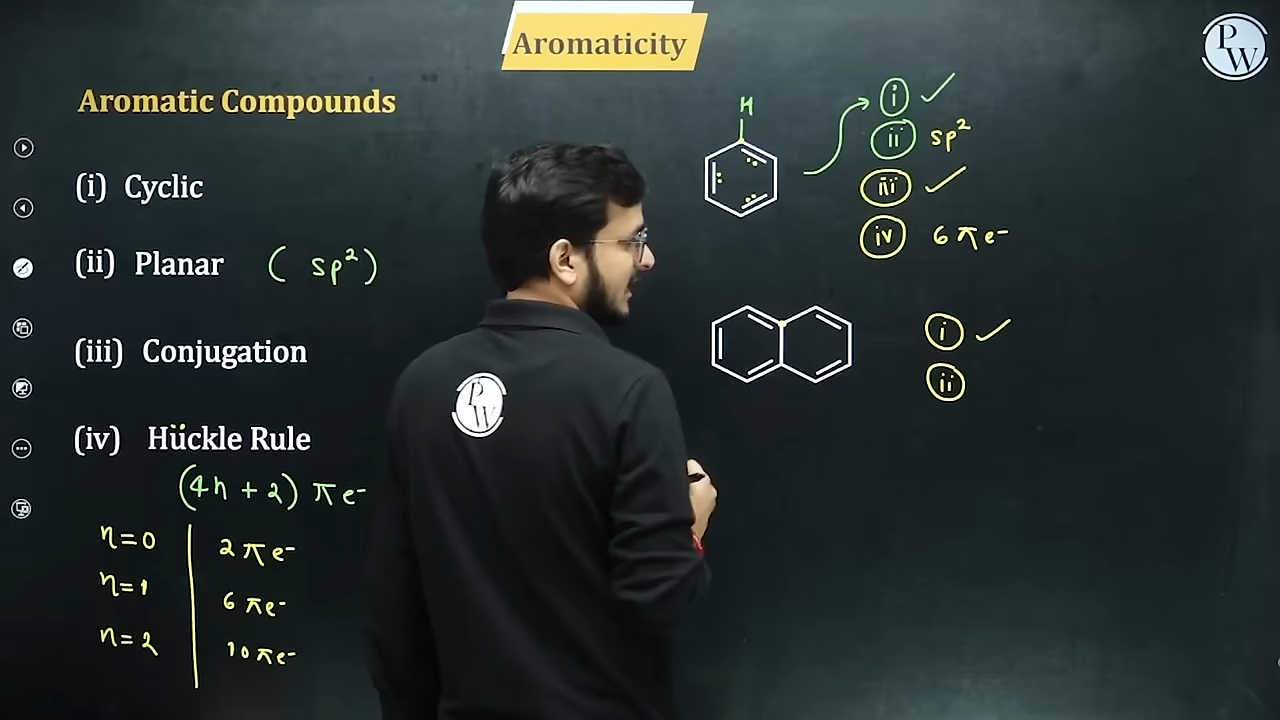 Aromaticity
PW
Aromatic Compounds
(i) Cyclic
(ii) Planar ( sp²)
(iii) Conjugation
(iv) Hückle Rule
(4n + 2) π e⁻
n=0 2 π e⁻
n=1 6 π e⁻
n=2 10 π e⁻
H
i ✓
ii sp²
iii ✓
iv 6 π e⁻
i ✓
ii
PW